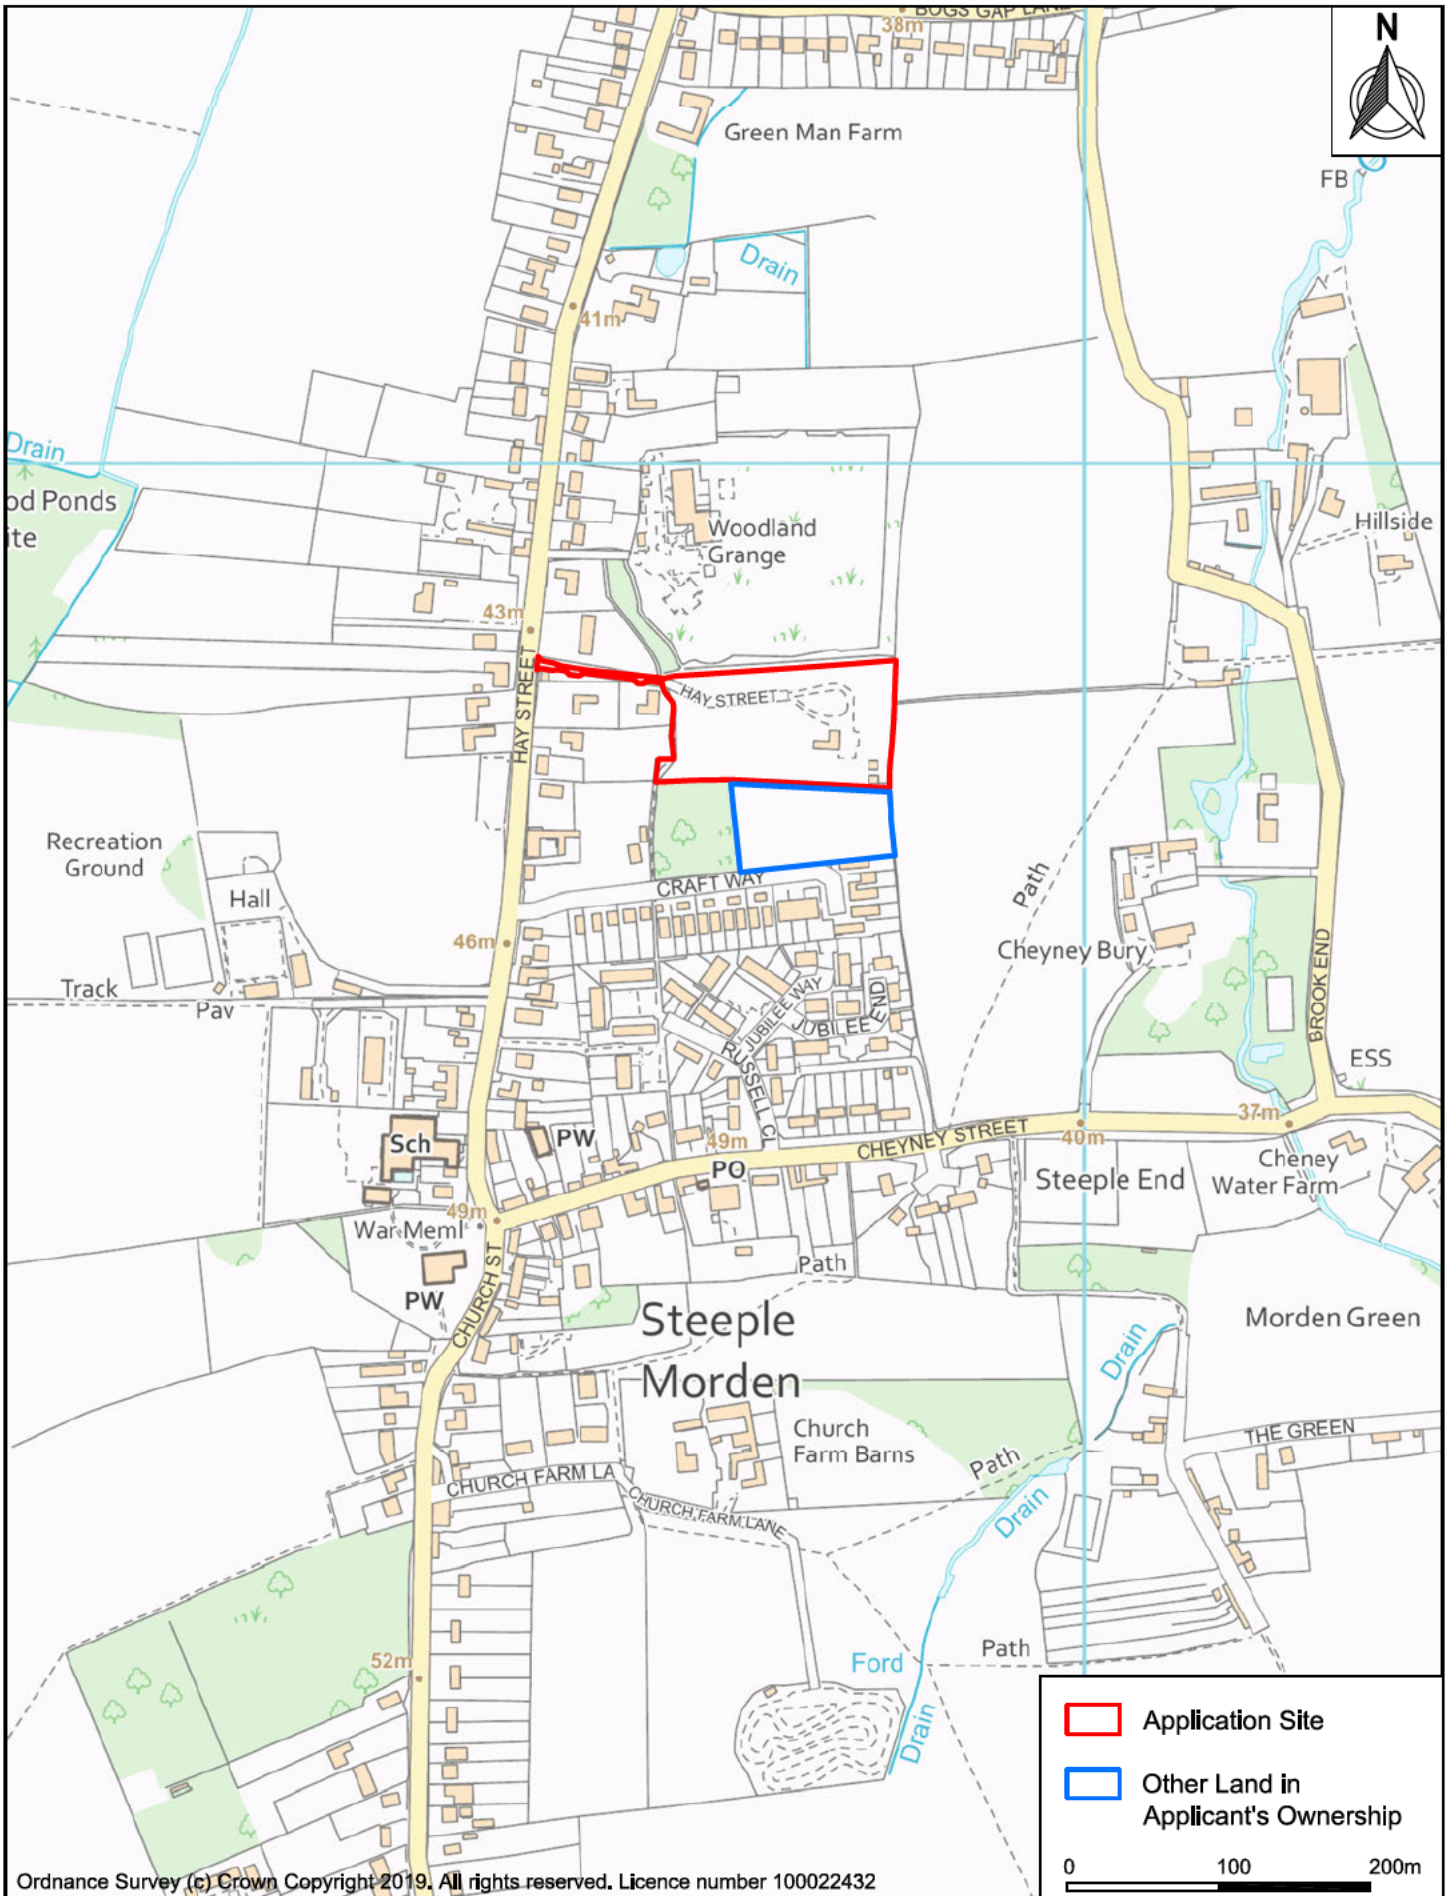 BOGS GAP LANE
38m
N
Green Man Farm
FB
Drain
41m
Drain
od Ponds
ite
Woodland
Grange
Hillside
43m
HAY STREET
HAY STREET
Recreation
Ground
Hall
CRAFT WAY
Path
46m
Cheyney Bury
Track
Pav
JUBILEE WAY
JUBILEE END
RUSSELL CL
BROOK END
ESS
Sch
PW
49m
PO
CHEYNEY STREET
40m
37m
Cheney
Water Farm
Steeple End
49m
War Meml
PW
CHURCH ST
Path
Steeple
Morden
Morden Green
Drain
Church
Farm Barns
Path
THE GREEN
CHURCH FARM LA
CHURCH FARM LANE
Drain
52m
Ford
Path
Drain
Application Site
Other Land in
Applicant's Ownership
0 100 200m
Ordnance Survey (c) Crown Copyright 2019. All rights reserved. Licence number 100022432